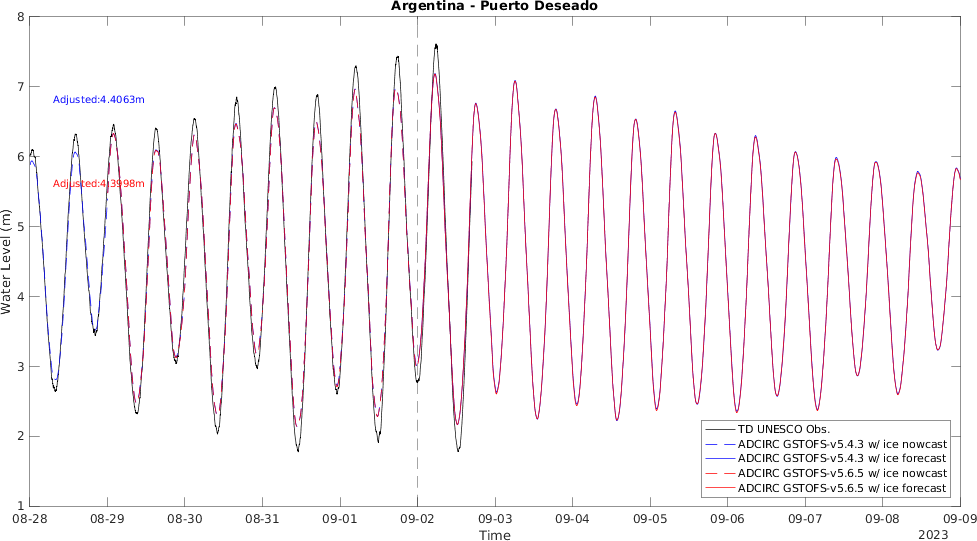 Argentina - Puerto Deseado
8
7
6
5
4
3
2
1
Water Level (m)
Adjusted:4.4063m
Adjusted:4.3998m
TD UNESCO Obs.
ADCIRC GSTOFS-v5.4.3 w/ ice nowcast
ADCIRC GSTOFS-v5.4.3 w/ ice forecast
ADCIRC GSTOFS-v5.6.5 w/ ice nowcast
ADCIRC GSTOFS-v5.6.5 w/ ice forecast
08-28 08-29 08-30 08-31 09-01 09-02 09-03 09-04 09-05 09-06 09-07 09-08 09-09
Time
2023